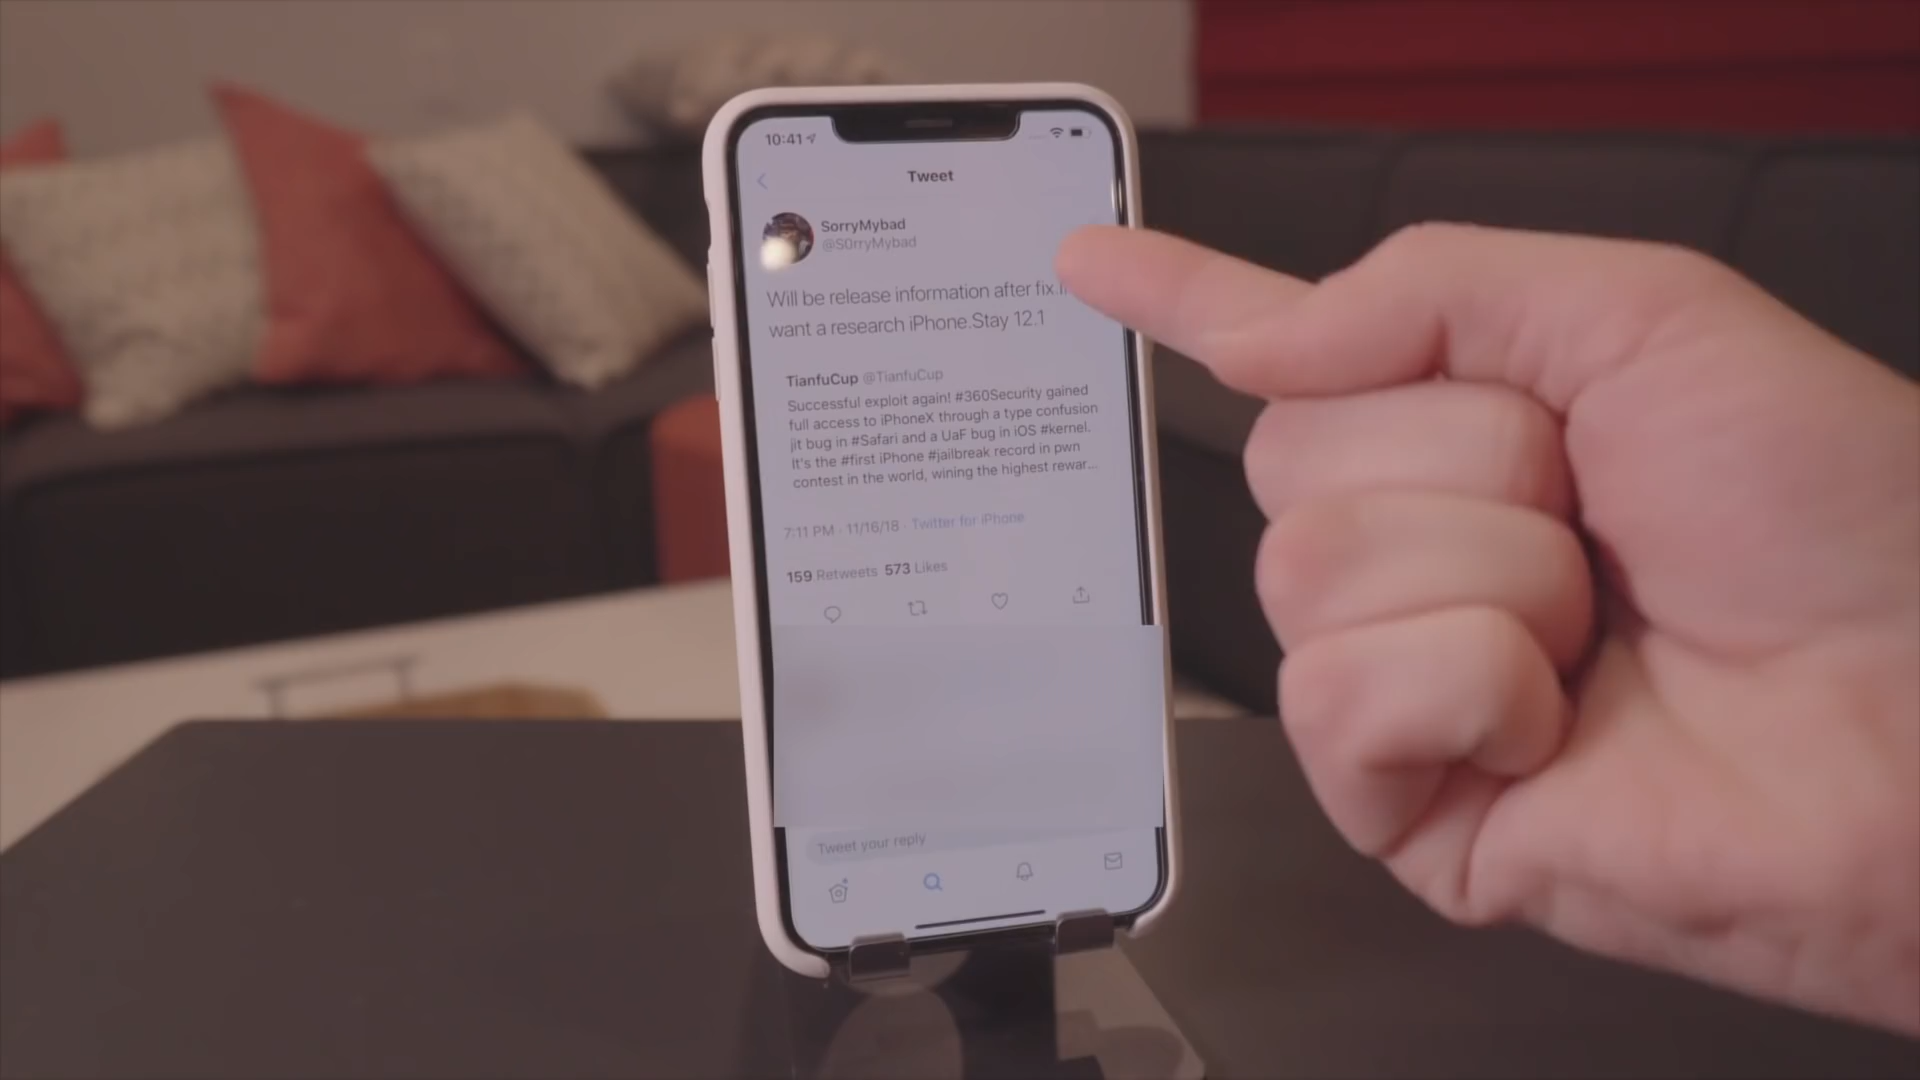 10:41
Tweet
SorryMybad
@S0rryMybad
Will be release information after fix.
want a research iPhone.Stay 12.1
TianfuCup @TianfuCup
Successful exploit again! #360Security gained
full access to iPhoneX through a type confusion
jit bug in #Safari and a UaF bug in iOS #kernel.
It's the #first iPhone #jailbreak record in pwn
contest in the world, wining the highest rewar...
7:11 PM · 11/16/18 · Twitter for iPhone
159 Retweets 573 Likes
Tweet your reply